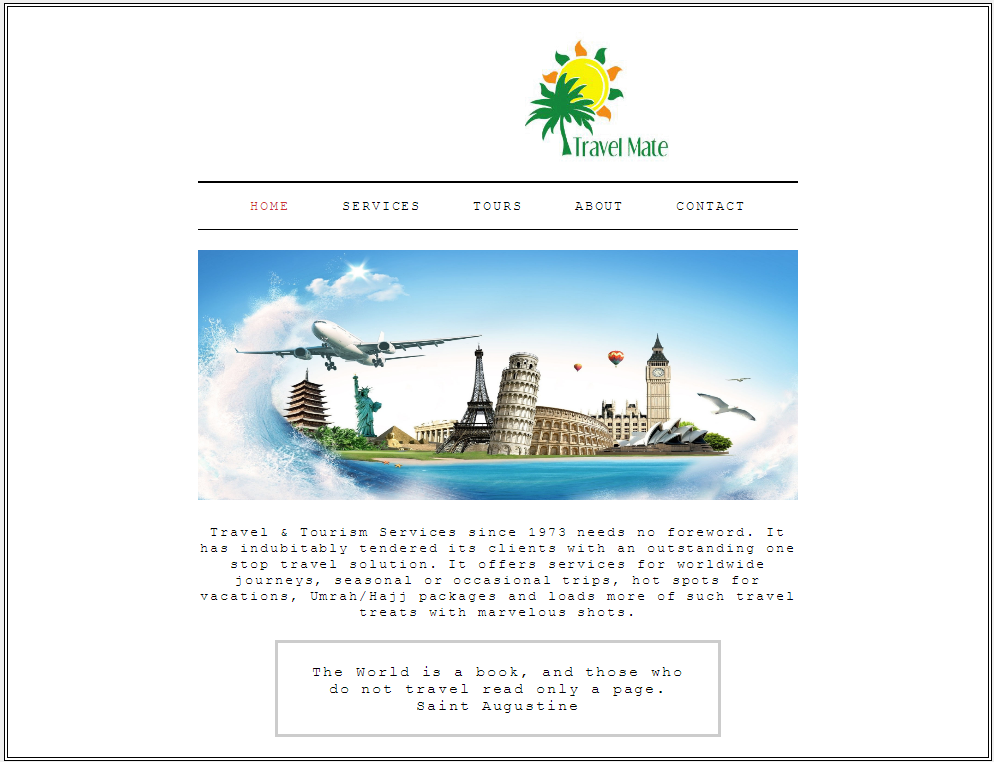 Travel Mate
HOME SERVICES TOURS ABOUT CONTACT
Travel & Tourism Services since 1973 needs no foreword. It
has indubitably tendered its clients with an outstanding one
stop travel solution. It offers services for worldwide
journeys, seasonal or occasional trips, hot spots for
vacations, Umrah/Hajj packages and loads more of such travel
treats with marvelous shots.
The World is a book, and those who
do not travel read only a page.
Saint Augustine